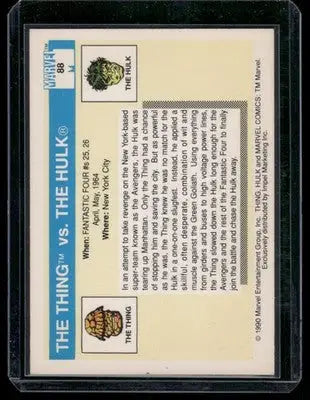 THE THING™ vs. THE HULK®
MARVEL
88
THE THING
THE HULK
When: FANTASTIC FOUR #s 25, 26
April, May, 1964
Where: New York City
In an attempt to take revenge on the New York-based
super-team known as the Avengers, the Hulk was
tearing up Manhattan. Only the Thing had a chance
of stopping him and saving the city. But as powerful
as he was, the Thing knew he was no match for the
Hulk in a one-on-one slugfest. Instead, he applied a
skillful, often desperate, combination of wit and
muscle against the Green Goliath. Using everything
from girders and buses to high voltage power lines,
the Thing slowed down the Hulk long enough for the
Avengers and the rest of the Fantastic Four to finally
join the battle and chase the Hulk away.
© 1990 Marvel Entertainment Group, Inc. THING, HULK and MARVEL COMICS: TM Marvel.
Exclusively distributed by Impel Marketing Inc.